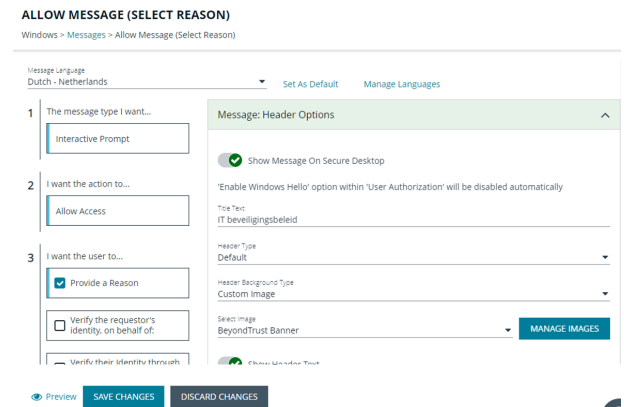 ALLOW MESSAGE (SELECT REASON)
Windows > Messages > Allow Message (Select Reason)
Message Language
Dutch - Netherlands
Set As Default
Manage Languages
1
The message type I want...
Interactive Prompt
2
I want the action to...
Allow Access
3
I want the user to...
Provide a Reason
Verify the requestor's
identity, on behalf of:
Verify their Identity through
Message: Header Options
Show Message On Secure Desktop
'Enable Windows Hello' option within 'User Authorization' will be disabled automatically
Title Text
IT beveiligingsbeleid
Header Type
Default
Header Background Type
Custom Image
Select Image
BeyondTrust Banner
MANAGE IMAGES
Show Header Text
Preview
SAVE CHANGES
DISCARD CHANGES